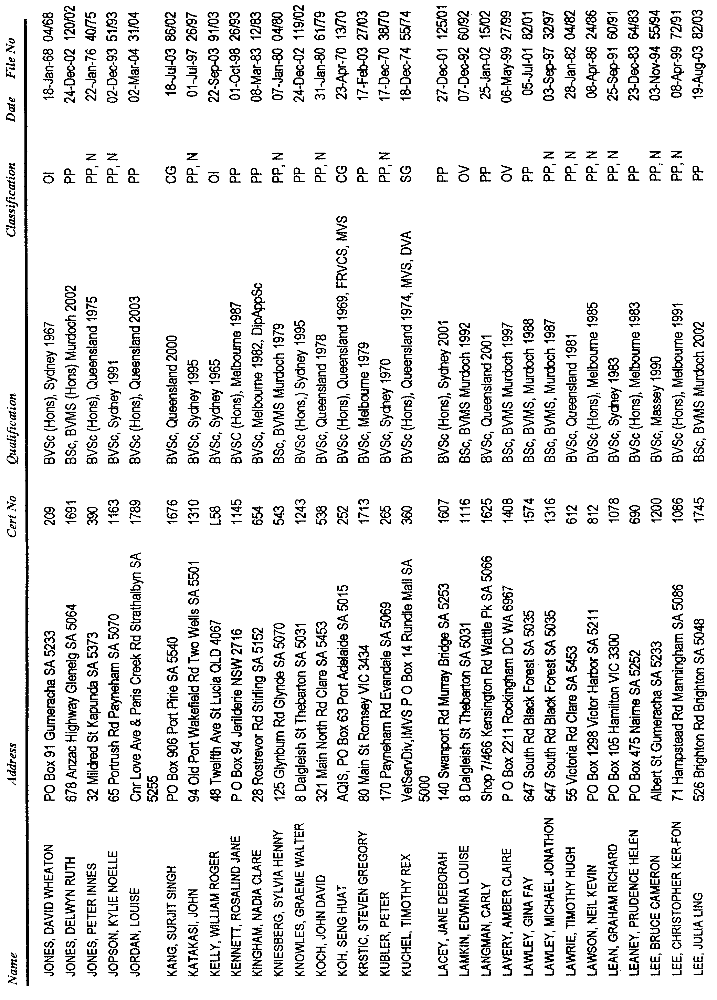 Name Address Cert No Qualification Classification Date File No
JONES, DAVID WHEATON PO Box 91 Gumeracha SA 5233 209 BVSc (Hons), Sydney 1967 OI 18-Jan-68 04/68
JONES, DELWYN RUTH 678 Anzac Highway Glenelg SA 5064 1691 BSc, BVMS (Hons) Murdoch 2002 PP 24-Dec-02 120/02
JONES, PETER INNES 32 Mildred St Kapunda SA 5373 390 BVSc (Hons), Queensland 1975 PP, N 22-Jan-76 40/75
JOPSON, KYLIE NOELLE 65 Portrush Rd Payneham SA 5070 1163 BVSc, Sydney 1991 PP, N 02-Dec-93 51/93
JORDAN, LOUISE Cnr Love Ave & Paris Creek Rd Strathalbyn SA 1789 BVSc (Hons), Queensland 2003 PP 02-Mar-04 31/04
5255
KANG, SURJIT SINGH PO Box 906 Port Pirie SA 5540 1676 BVSc, Queensland 2000 CG 18-Jul-03 86/02
KATAKASI, JOHN 94 Old Port Wakefield Rd Two Wells SA 5501 1310 BVSc, Sydney 1995 PP, N 01-Jul-97 26/97
KELLY, WILLIAM ROGER 48 Twelfth Ave St Lucia QLD 4067 L58 BVSc, Sydney 1965 OI 22-Sep-03 91/03
KENNETT, ROSALIND JANE P O Box 94 Jerilderie NSW 2716 1145 BVSC (Hons), Melbourne 1987 PP 01-Oct-98 26/93
KINGHAM, NADIA CLARE 28 Rostrevor Rd Stirling SA 5152 654 BVSc, Melbourne 1982, DipAppSc PP 08-Mar-83 12/83
KNIESBERG, SYLVIA HENNY 125 Glynburn Rd Glynde SA 5070 543 BSc, BVMS Murdoch 1979 PP, N 07-Jan-80 04/80
KNOWLES, GRAEME WALTER 8 Dalgleish St Thebarton SA 5031 1243 BVSc (Hons,) Sydney 1995 PP 24-Dec-02 119/02
KOCH, JOHN DAVID 321 Main North Rd Clare SA 5453 538 BVSc, Queensland 1978 PP, N 31-Jan-80 61/79
KOH, SENG HUAT AQIS, PO Box 63 Port Adelaide SA 5015 252 BVSc (Hons), Queensland 1969, FRVCS, MVS CG 23-Apr-70 13/70
KRSTIC, STEVEN GREGORY 80 Main St Romsey VIC 3434 1713 BVSc, Melbourne 1979 PP 17-Feb-03 27/03
KUBLER, PETER 170 Payneham Rd Evandale SA 5069 265 BVSc, Sydney 1970 PP, N 17-Dec-70 38/70
KUCHEL, TIMOTHY REX VetServDiv,IMVS P O Box 14 Rundle Mall SA 360 BVSc (Hons), Queensland 1974, MVS, DVA SG 18-Dec-74 55/74
5000
LACEY, JANE DEBORAH 140 Swanport Rd Murray Bridge SA 5253 1607 BVSc (Hons), Sydney 2001 PP 27-Dec-01 125/01
LAMKIN, EDWINA LOUISE 8 Dalgleish St Thebarton SA 5031 1116 BSc, BVMS Murdoch 1992 OV 07-Dec-92 60/92
LANGMAN, CARLY Shop 7/466 Kensington Rd Wattle Pk SA 5066 1625 BVSc, Queensland 2001 PP 25-Jan-02 15/02
LAVERY, AMBER CLAIRE P O Box 2211 Rockingham DC WA 6967 1408 BSc, BVMS Murdoch 1997 OV 06-May-99 27/99
LAWLEY, GINA FAY 647 South Rd Black Forest SA 5035 1574 BSc, BVMS, Murdoch 1988 PP 05-Jul-01 82/01
LAWLEY, MICHAEL JONATHON 647 South Rd Black Forest SA 5035 1316 BSc, BVMS, Murdoch 1987 PP, N 03-Sep-97 32/97
LAWRIE, TIMOTHY HUGH 55 Victoria Rd Clare SA 5453 612 BVSc, Queensland 1981 PP, N 28-Jan-82 04/82
LAWSON, NEIL KEVIN PO Box 1298 Victor Harbor SA 5211 812 BVSc (Hons), Melbourne 1985 PP, N 08-Apr-86 24/86
LEAN, GRAHAM RICHARD PO Box 105 Hamilton VIC 3300 1078 BVSc, Sydney 1983 PP, N 25-Sep-91 60/91
LEANEY, PRUDENCE HELEN PO Box 475 Nairne SA 5252 690 BVSc (Hons), Melbourne 1983 PP 23-Dec-83 64/83
LEE, BRUCE CAMERON Albert St Gumeracha SA 5233 1200 BVSc, Massey 1990 PP, N 03-Nov-94 55/94
LEE, CHRISTOPHER KER-FON 71 Hampstead Rd Manningham SA 5086 1086 BVSc (Hons), Melbourne 1991 PP, N 08-Apr-99 72/91
LEE, JULIA LING 526 Brighton Rd Brighton SA 5048 1745 BSc, BVMS Murdoch 2002 PP 19-Aug-03 82/03